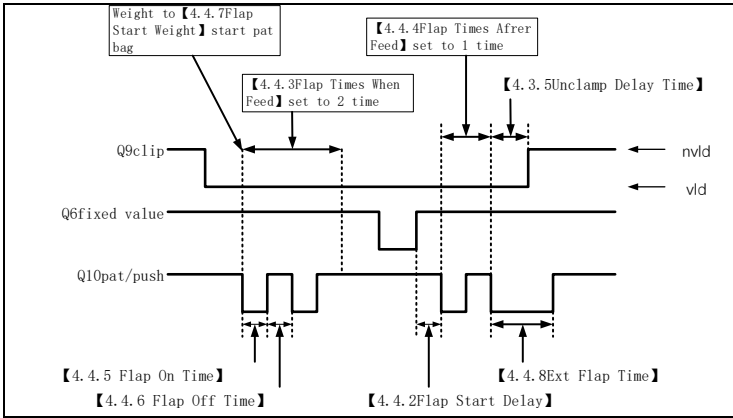 Weight to 【4.4.7Flap
Start Weight】start pat
bag
【4.4.4Flap Times Afrer
Feed】set to 1 time
【4.4.3Flap Times When
Feed】set to 2 time
【4.3.5Unclamp Delay Time】
Q9clip
nvld
vld
Q6fixed value
Q10pat/push
【4.4.5 Flap On Time】
【4.4.8Ext Flap Time】
【4.4.6 Flap Off Time】
【4.4.2Flap Start Delay】